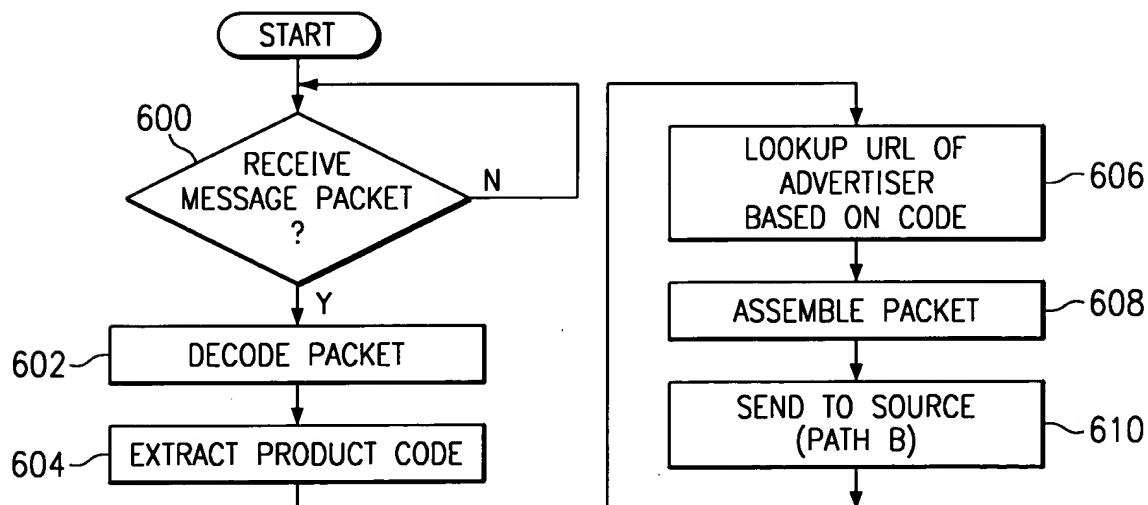 START
600
RECEIVE
MESSAGE PACKET
?
N
Y
602
DECODE PACKET
604
EXTRACT PRODUCT CODE
LOOKUP URL OF
ADVERTISER
BASED ON CODE
606
ASSEMBLE PACKET
608
SEND TO SOURCE
(PATH B)
610